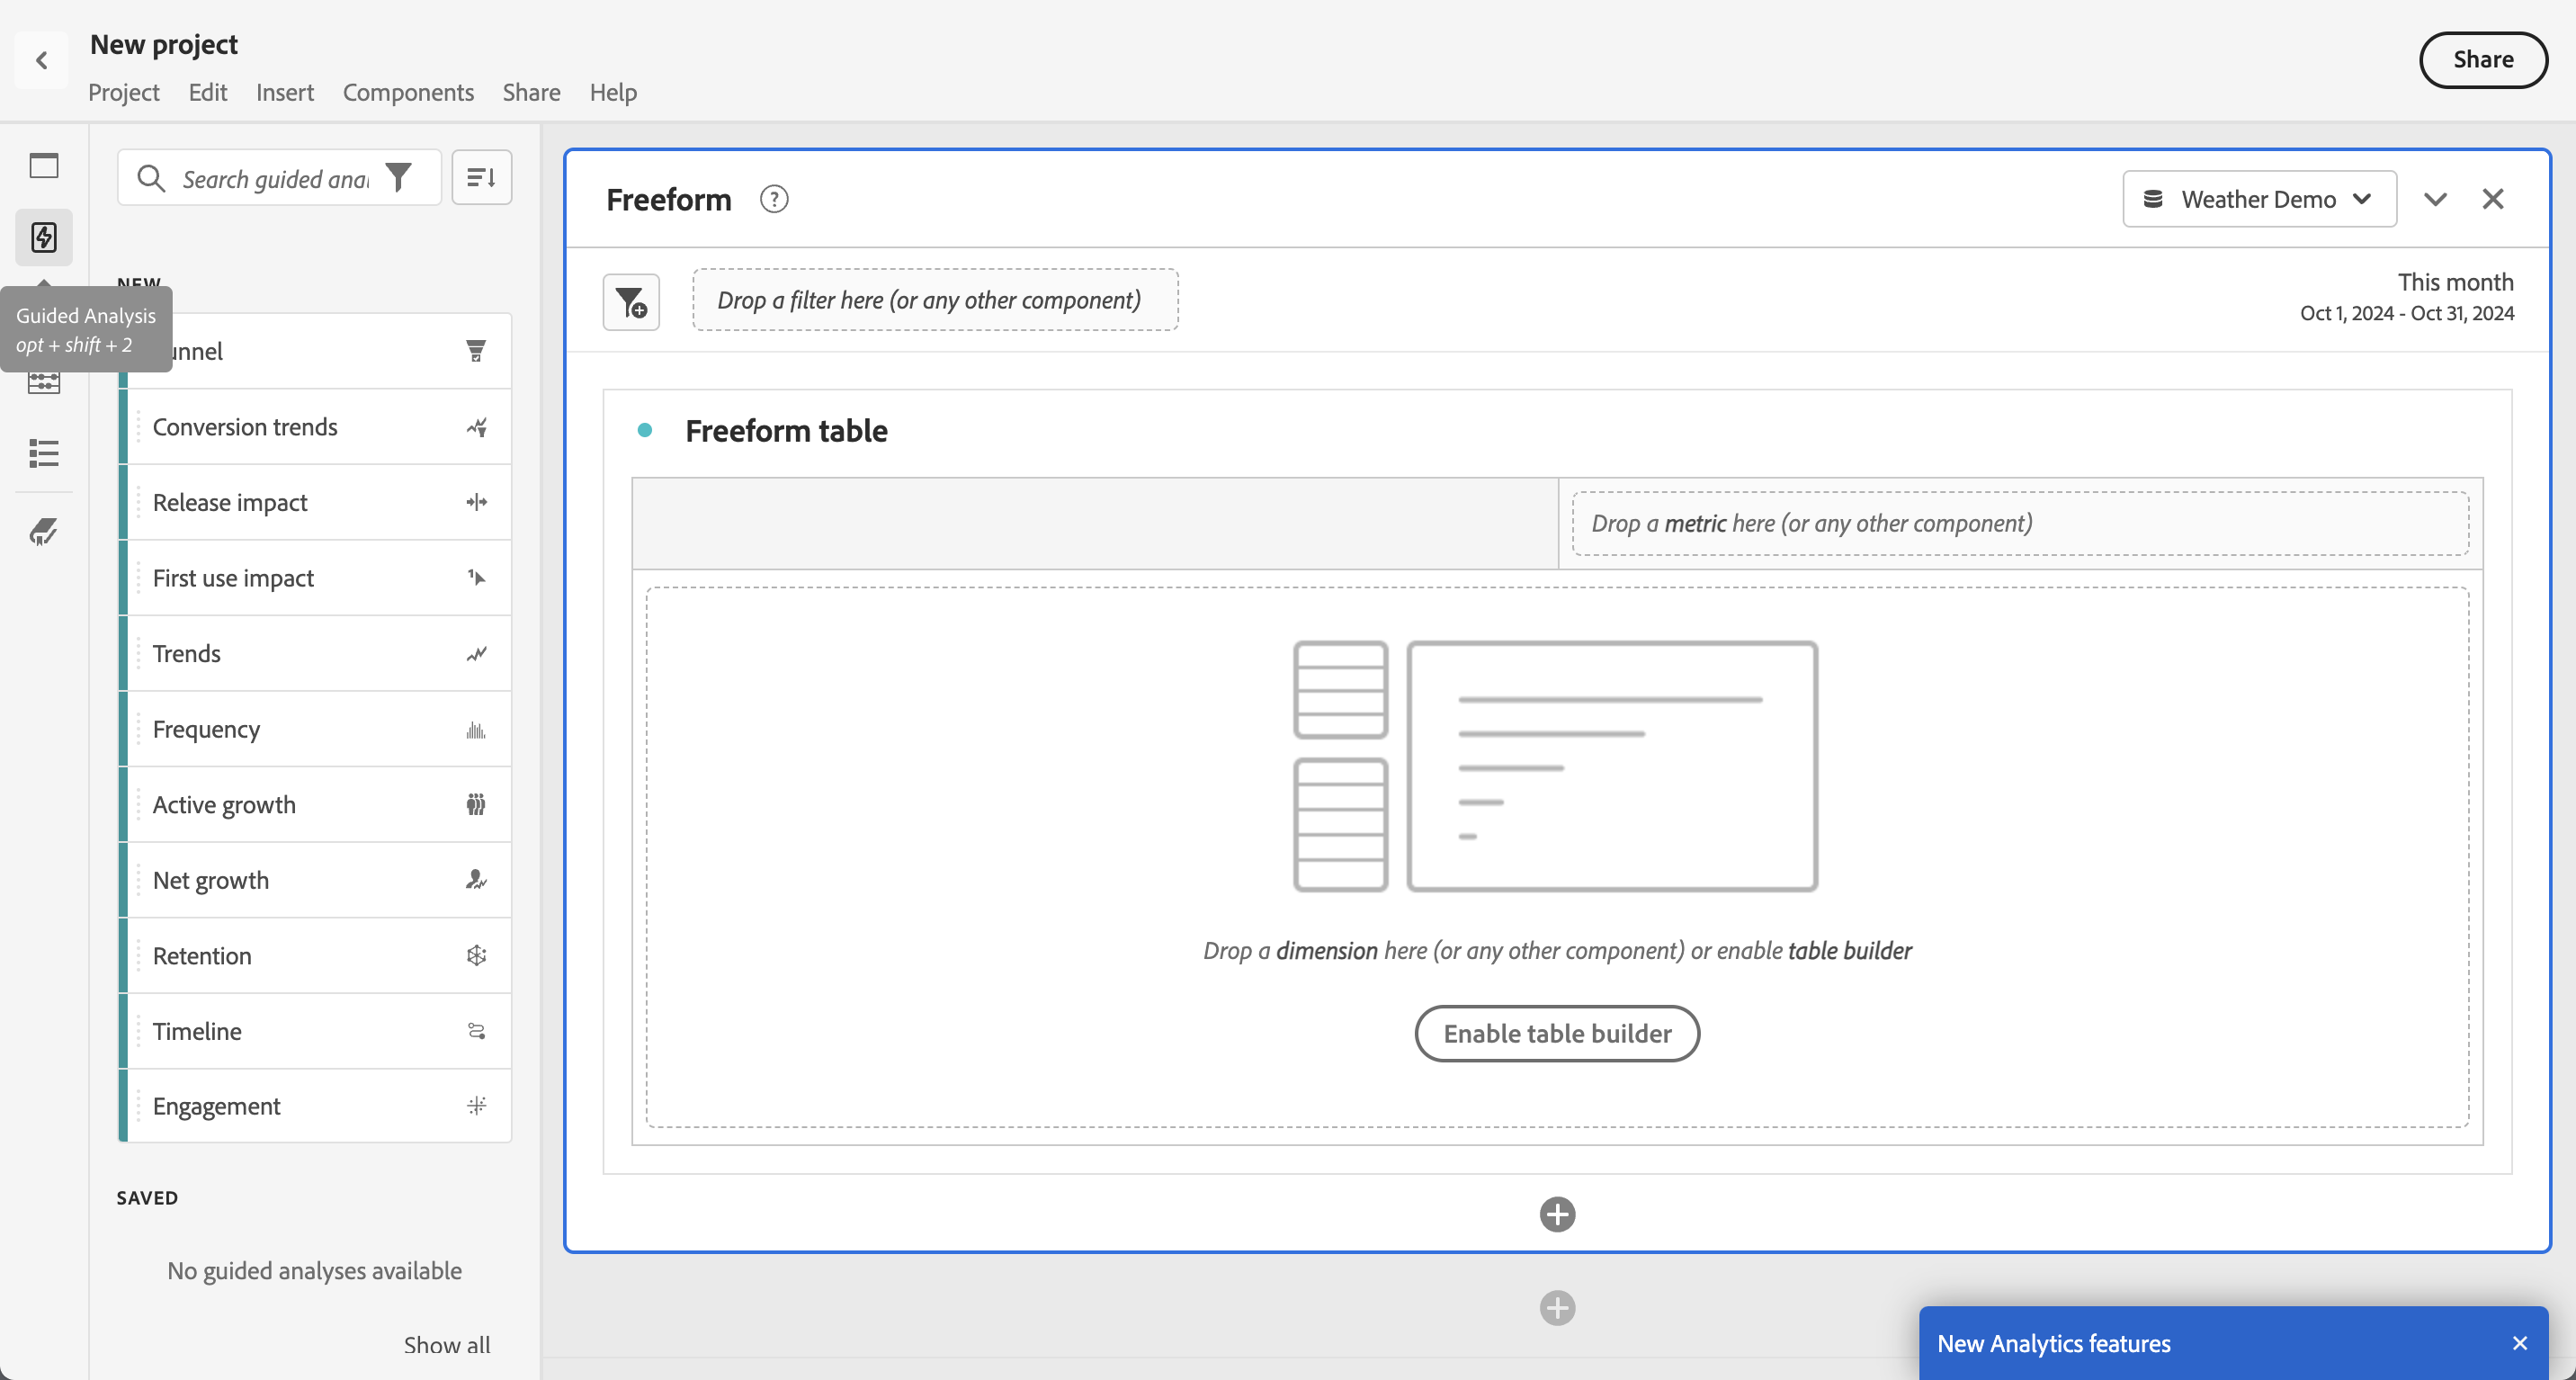 New project
Project Edit Insert Components Share Help
Share
Search guided anal
NEW
Guided Analysis
opt + shift + 2
unnel
Conversion trends
Release impact
First use impact
Trends
Frequency
Active growth
Net growth
Retention
Timeline
Engagement
SAVED
No guided analyses available
Show all
Freeform
Weather Demo
Drop a filter here (or any other component)
This month
Oct 1, 2024 - Oct 31, 2024
Freeform table
Drop a metric here (or any other component)
Drop a dimension here (or any other component) or enable table builder
Enable table builder
New Analytics features